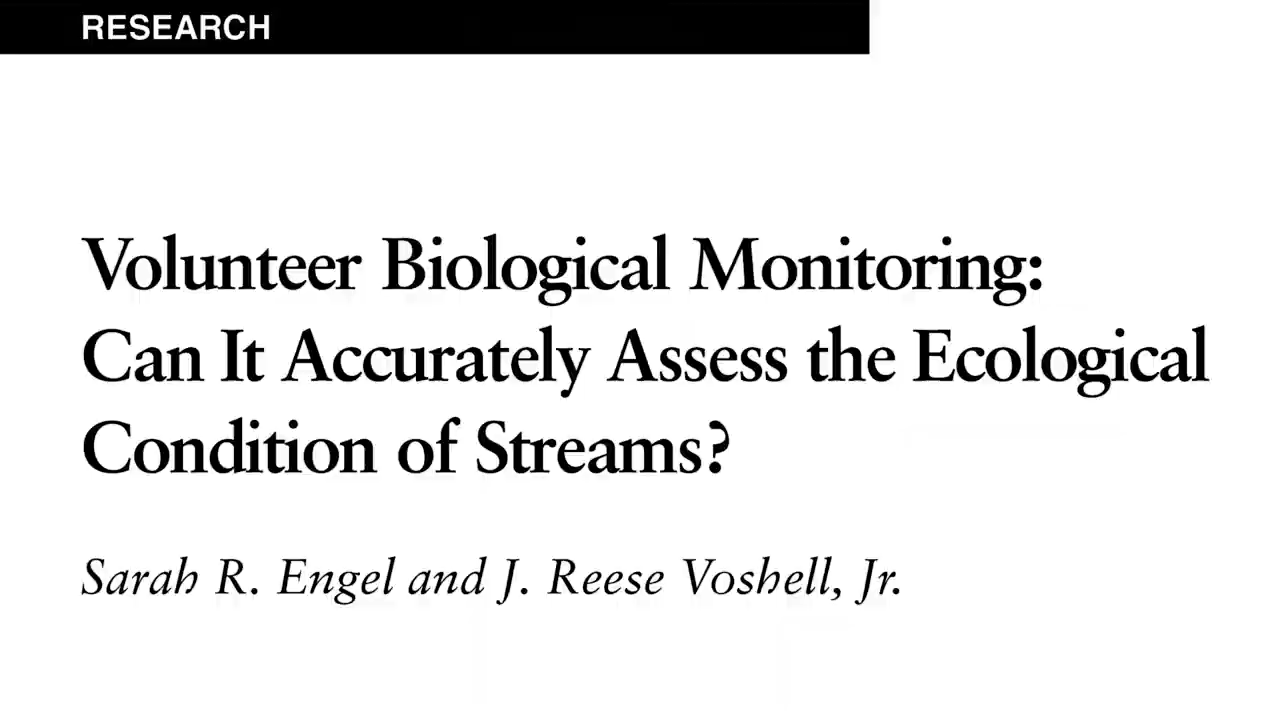 RESEARCH
Volunteer Biological Monitoring:
Can It Accurately Assess the Ecological
Condition of Streams?
Sarah R. Engel and J. Reese Voshell, Jr.